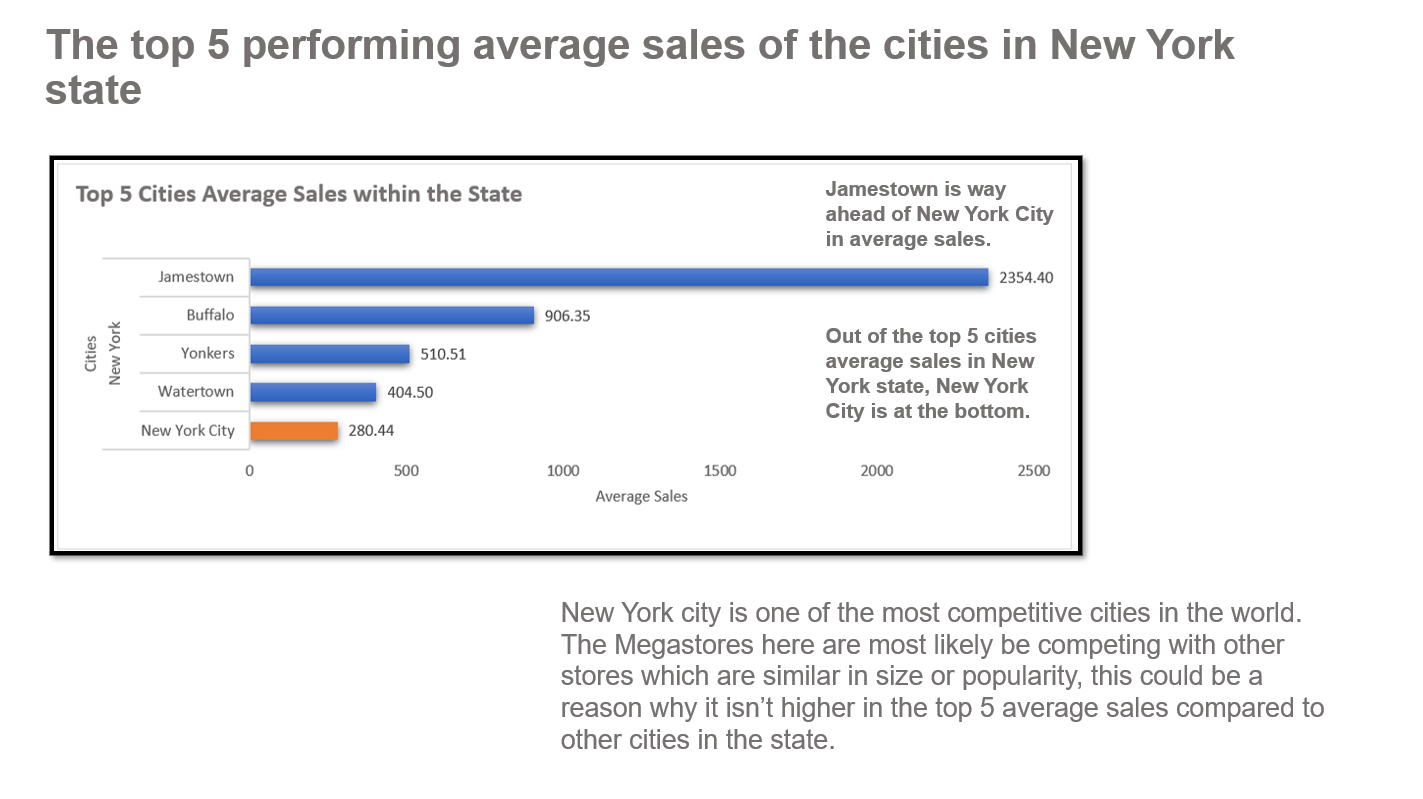 The top 5 performing average sales of the cities in New York
state
Top 5 Cities Average Sales within the State
Jamestown is way
ahead of New York City
in average sales.
Cities
New York
Jamestown
2354.40
Buffalo
906.35
Yonkers
510.51
Watertown
404.50
New York City
280.44
Out of the top 5 cities
average sales in New
York state, New York
City is at the bottom.
0 500 1000 1500 2000 2500
Average Sales
New York city is one of the most competitive cities in the world.
The Megastores here are most likely be competing with other
stores which are similar in size or popularity, this could be a
reason why it isn’t higher in the top 5 average sales compared to
other cities in the state.